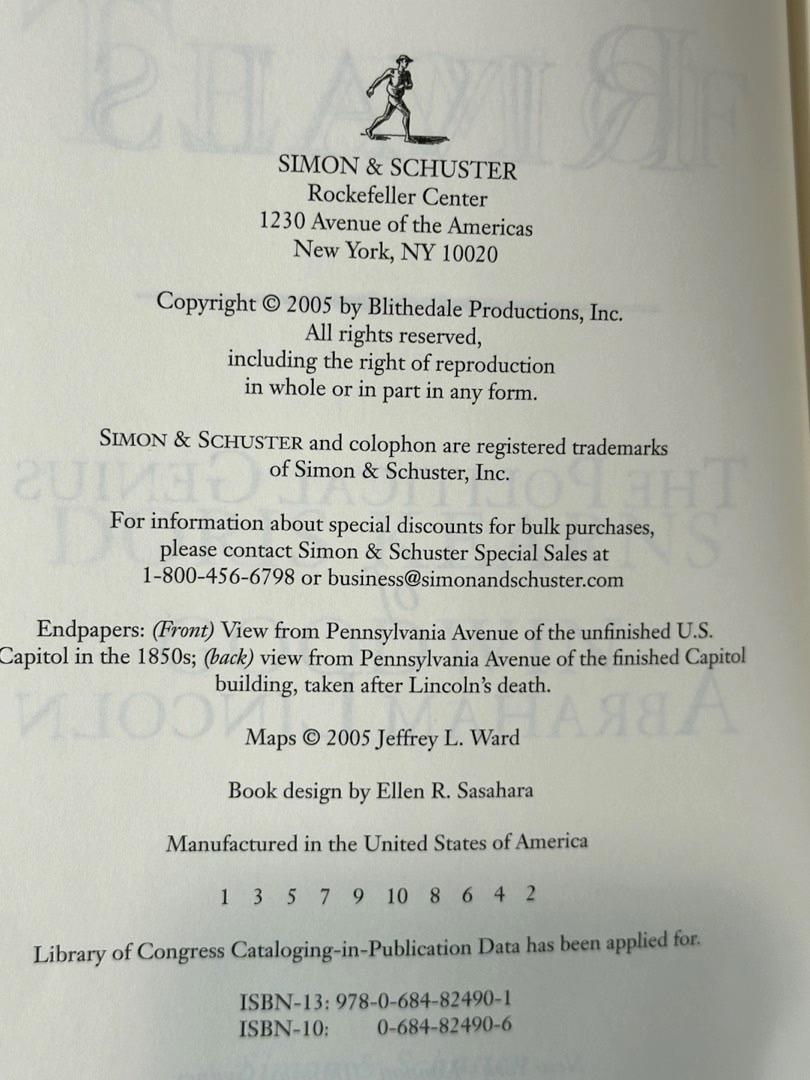 SIMON & SCHUSTER
Rockefeller Center
1230 Avenue of the Americas
New York, NY 10020
Copyright © 2005 by Blithedale Productions, Inc.
All rights reserved,
including the right of reproduction
in whole or in part in any form.
SIMON & SCHUSTER and colophon are registered trademarks
of Simon & Schuster, Inc.
For information about special discounts for bulk purchases,
please contact Simon & Schuster Special Sales at
1-800-456-6798 or business@simonandschuster.com
Endpapers: (Front) View from Pennsylvania Avenue of the unfinished U.S.
Capitol in the 1850s; (back) view from Pennsylvania Avenue of the finished Capitol
building, taken after Lincoln's death.
Maps © 2005 Jeffrey L. Ward
Book design by Ellen R. Sasahara
Manufactured in the United States of America
1 3 5 7 9 10 8 6 4 2
Library of Congress Cataloging-in-Publication Data has been applied for.
ISBN-13: 978-0-684-82490-1
ISBN-10: 0-684-82490-6